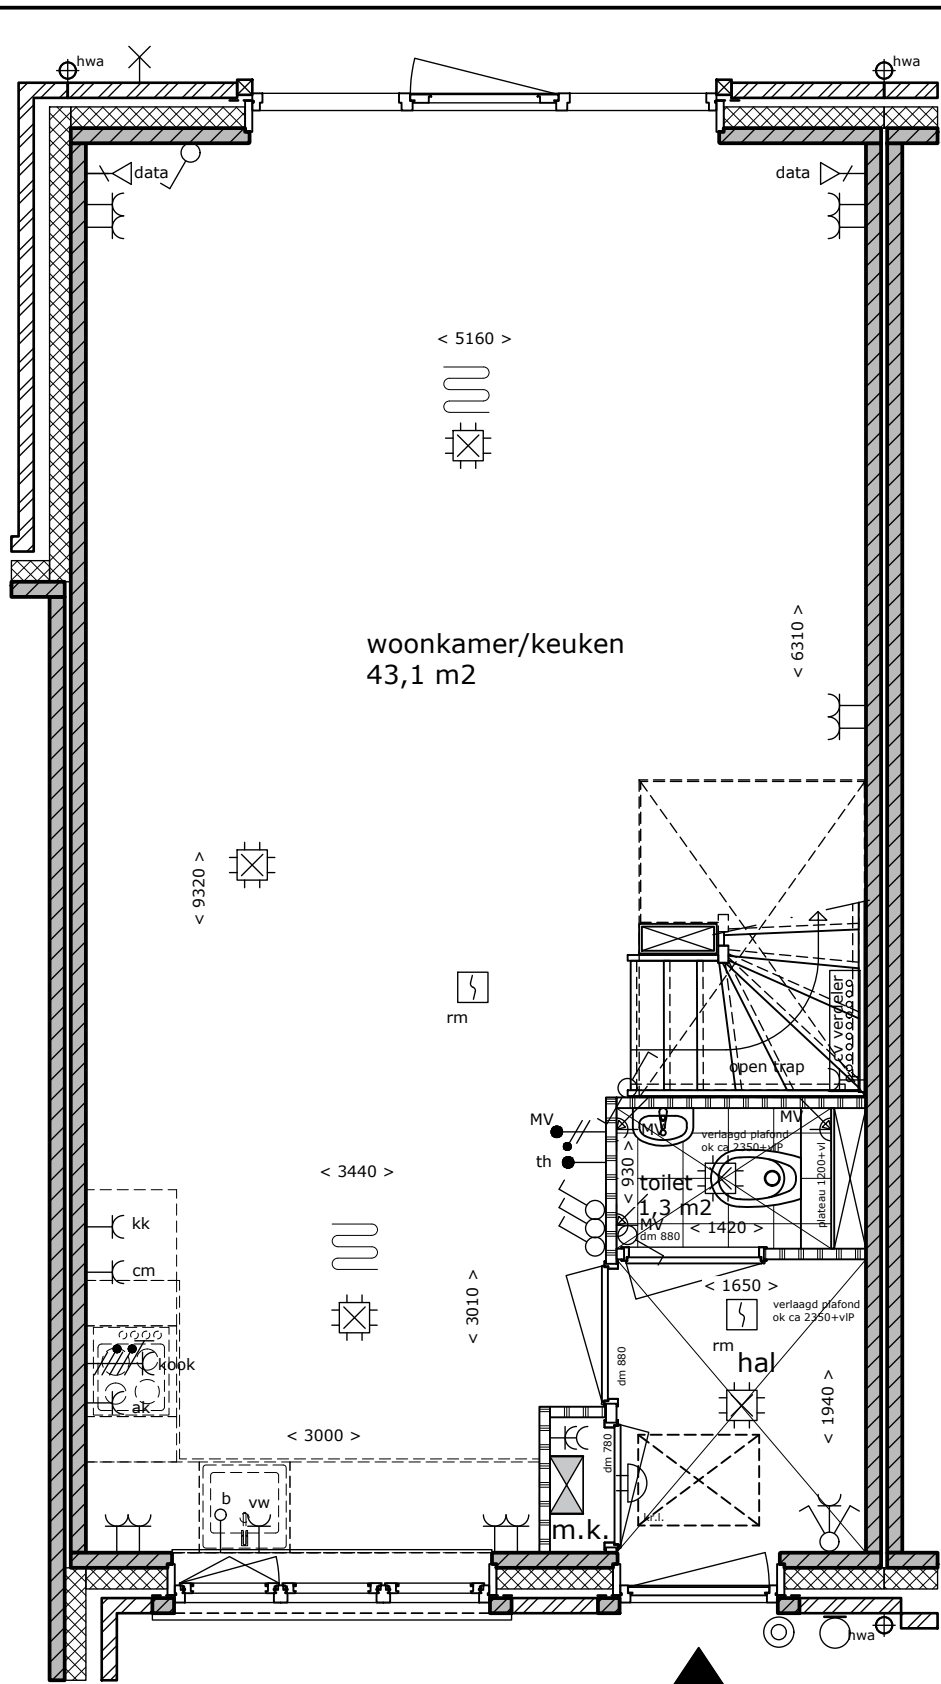 hwa
hwa
data
data
< 5160 >
< 6310 >
woonkamer/keuken
43,1 m2
< 9320 >
rm
cv verdeler
open trap
MV
MV
MV
verlaagd plafond
ok ca 2350+vlP
th
< 930 >
toilet
1,3 m2
plateau 1200+vl
< 3440 >
MV
dm 880
< 1420 >
kk
cm
< 3010 >
< 1650 >
verlaagd plafond
ok ca 2350+vlP
rm
hal
kook
dm 880
ak
< 1940 >
< 3000 >
dm 780
b
vw
m.k.
kr.l.
hwa